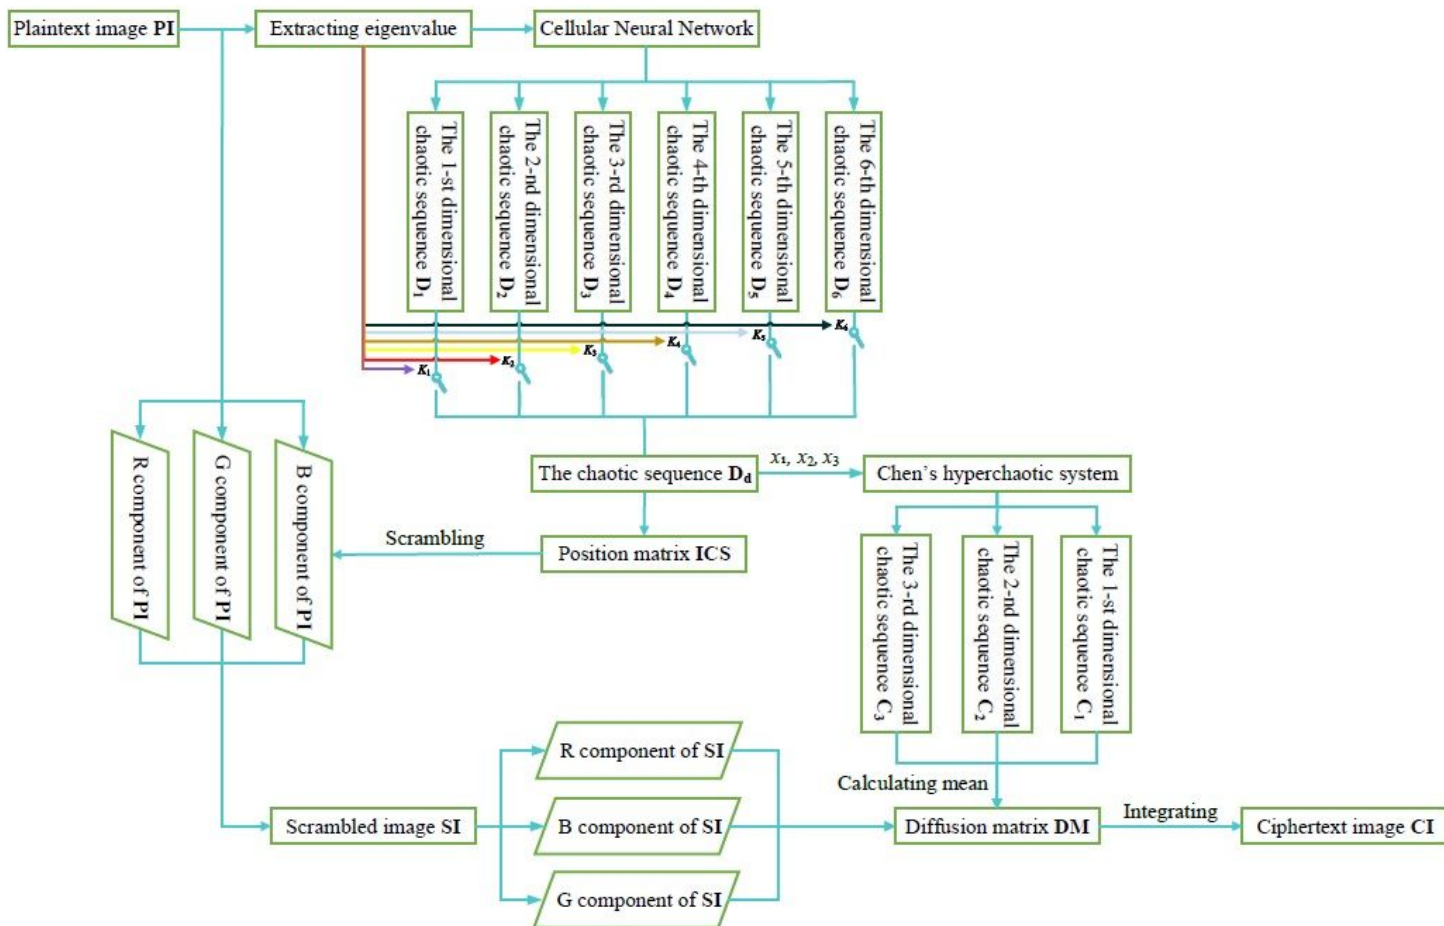 Plaintext image PI
Extracting eigenvalue
Cellular Neural Network
The 1-st dimensional
chaotic sequence D₁
The 2-nd dimensional
chaotic sequence D₂
The 3-rd dimensional
chaotic sequence D₃
The 4-th dimensional
chaotic sequence D₄
The 5-th dimensional
chaotic sequence D₅
The 6-th dimensional
chaotic sequence D₆
K₁
K₂
K₃
K₄
K₅
K₆
R component of PI
G component of PI
B component of PI
The chaotic sequence D_d
x₁, x₂, x₃
Chen's hyperchaotic system
Scrambling
Position matrix ICS
The 3-rd dimensional
chaotic sequence C₃
The 2-nd dimensional
chaotic sequence C₂
The 1-st dimensional
chaotic sequence C₁
R component of SI
Calculating mean
Scrambled image SI
B component of SI
Diffusion matrix DM
Integrating
Ciphertext image CI
G component of SI